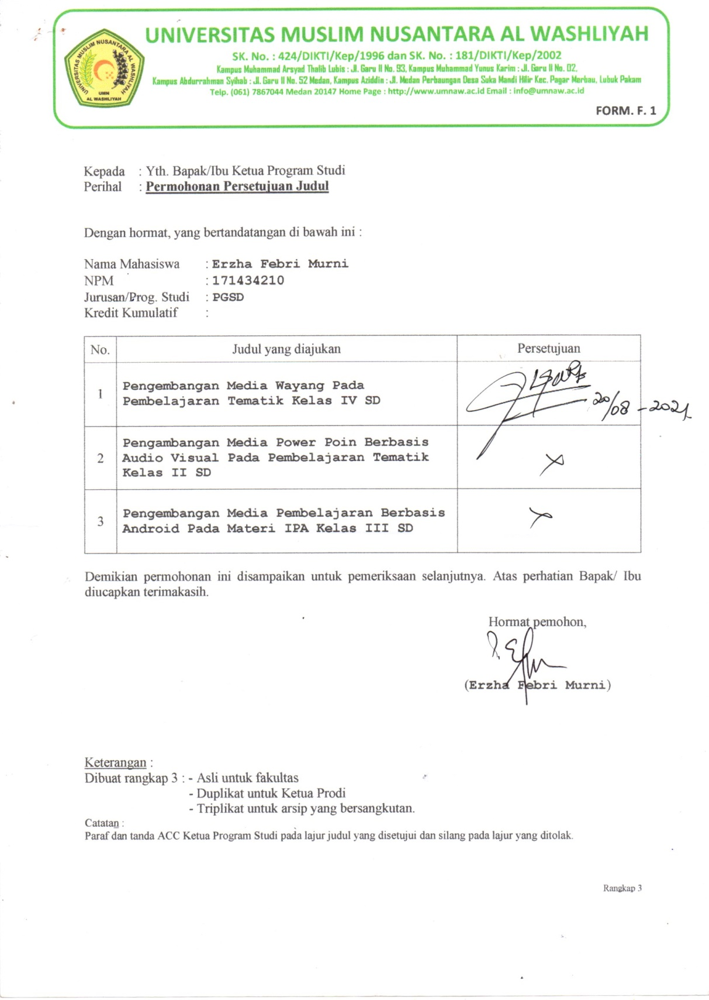 UNIVERSITAS MUSLIM NUSANTARA AL WASHLIYAH
SK. No. : 424/DIKTI/Kep/1996 dan SK. No. : 181/DIKTI/Kep/2002
Kampus Muhammad Arsyad Thalib Lubis : Jl. Garu II No. 93, Kampus Muhammad Yunus Karim : Jl. Garu II No. 02,
Kampus Abdurrahman Syihab : Jl. Garu II No. 52 Medan, Kampus Aziddin : Jl. Medan Perbaungan Desa Suka Mandi Hilir Kec. Pagar Merbau, Lubuk Pakam
Telp. (061) 7867044 Medan 20147 Home Page : http://www.umnaw.ac.id Email : info@umnaw.ac.id
UNIVERSITAS MUSLIM NUSANTARA AL WASHLIYAH
UMN
AL WASHLIYAH
FORM. F. 1
Kepada : Yth. Bapak/Ibu Ketua Program Studi
Perihal : Permohonan Persetujuan Judul
Dengan hormat, yang bertandatangan di bawah ini :
Nama Mahasiswa : Erzha Febri Murni
NPM : 171434210
Jurusan/Prog. Studi : PGSD
Kredit Kumulatif :
No. Judul yang diajukan Persetujuan
1 Pengembangan Media Wayang Pada
Pembelajaran Tematik Kelas IV SD
20/08-2021
2 Pengambangan Media Power Poin Berbasis
Audio Visual Pada Pembelajaran Tematik
Kelas II SD
3 Pengembangan Media Pembelajaran Berbasis
Android Pada Materi IPA Kelas III SD
Demikian permohonan ini disampaikan untuk pemeriksaan selanjutnya. Atas perhatian Bapak/ Ibu
diucapkan terimakasih.
Hormat pemohon,
(Erzha Febri Murni)
Keterangan :
Dibuat rangkap 3 : - Asli untuk fakultas
- Duplikat untuk Ketua Prodi
- Triplikat untuk arsip yang bersangkutan.
Catatan :
Paraf dan tanda ACC Ketua Program Studi pada lajur judul yang disetujui dan silang pada lajur yang ditolak.
Rangkap 3